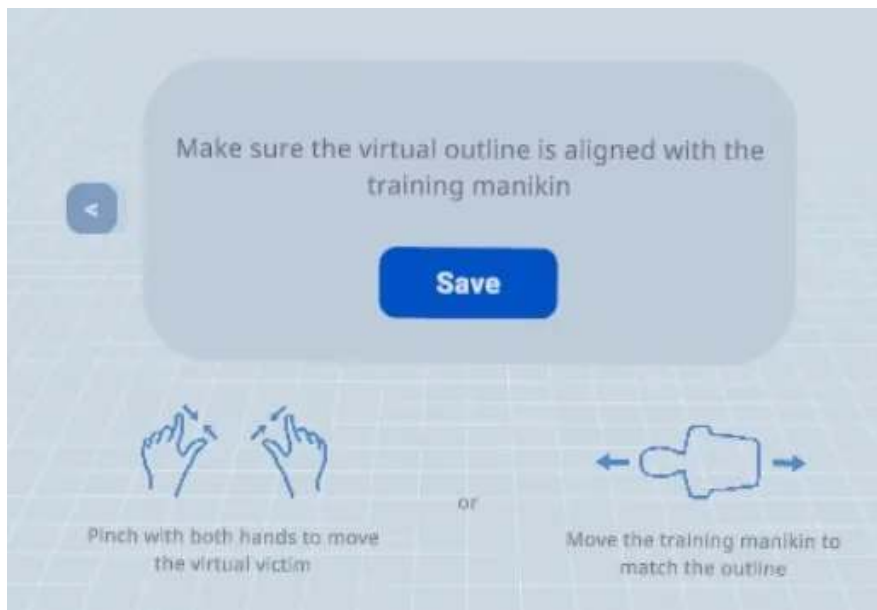 Make sure the virtual outline is aligned with the
training manikin
<
Save
Pinch with both hands to move
the virtual victim
or
Move the training manikin to
match the outline